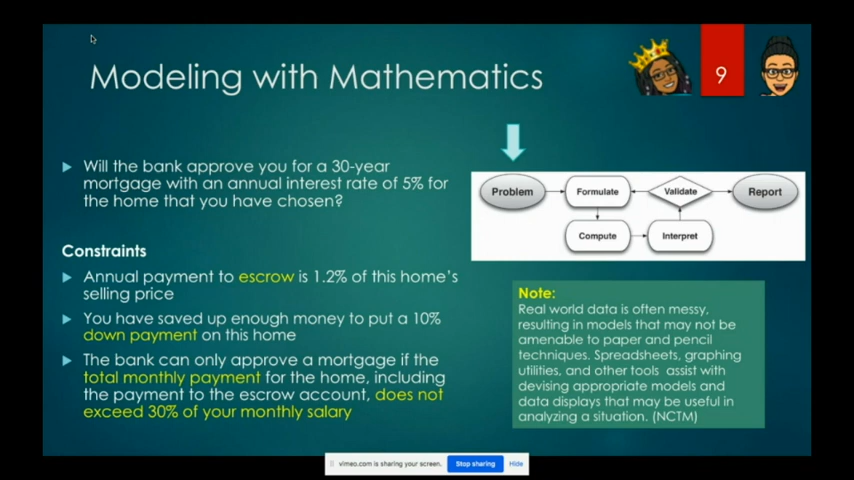 Modeling with Mathematics
9
Will the bank approve you for a 30-year
mortgage with an annual interest rate of 5% for
the home that you have chosen?
Constraints
Annual payment to escrow is 1.2% of this home's
selling price
You have saved up enough money to put a 10%
down payment on this home
The bank can only approve a mortgage if the
total monthly payment for the home, including
the payment to the escrow account, does not
exceed 30% of your monthly salary
Problem
Formulate
Validate
Report
Compute
Interpret
Note:
Real world data is often messy,
resulting in models that may not be
amenable to paper and pencil
techniques. Spreadsheets, graphing
utilities, and other tools assist with
devising appropriate models and
data displays that may be useful in
analyzing a situation. (NCTM)
vimeo.com is sharing your screen.
Stop sharing
Hide